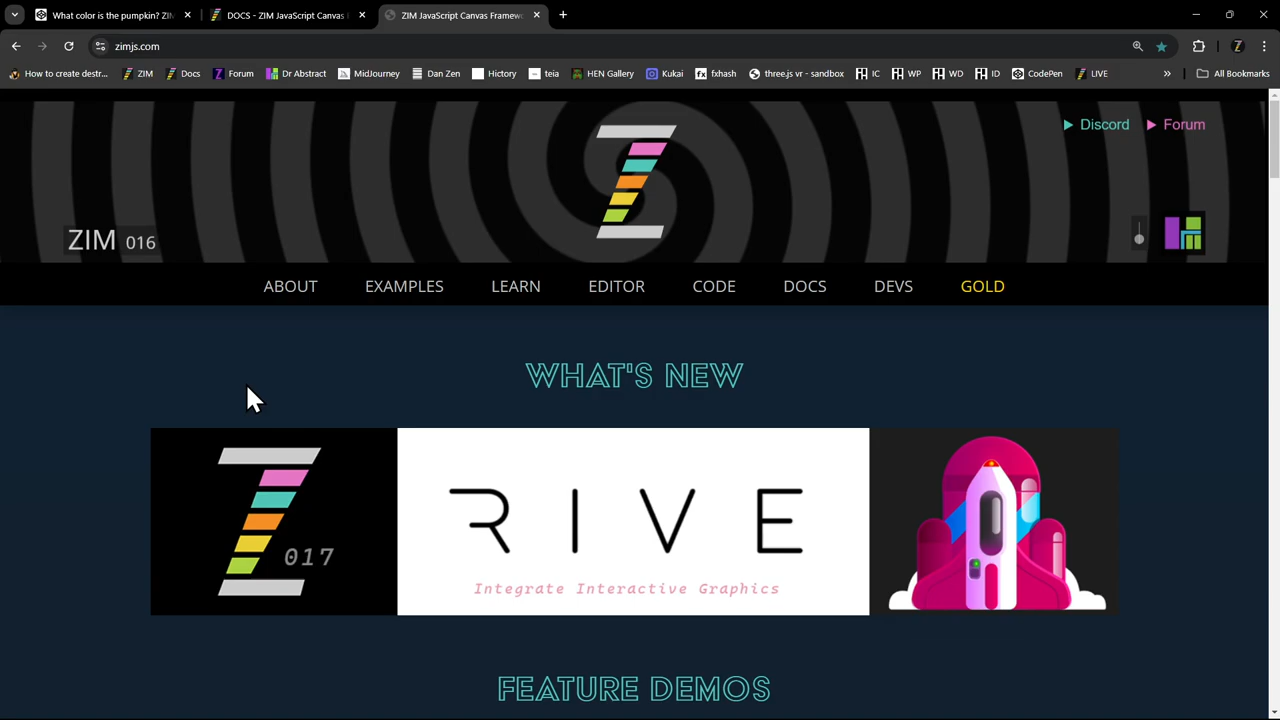 What color is the pumpkin? ZIM
DOCS - ZIM JavaScript Canvas
ZIM JavaScript Canvas Framew
zimjs.com
How to create destr...
ZIM
Docs
Forum
Dr Abstract
MidJourney
Dan Zen
Hictory
teia
HEN Gallery
Kukai
fxhash
three.js vr - sandbox
IC
WP
WD
ID
CodePen
LIVE
»
All Bookmarks
Discord
Forum
ZIM 016
ABOUT
EXAMPLES
LEARN
EDITOR
CODE
DOCS
DEVS
GOLD
WHAT'S NEW
017
RIVE
Integrate Interactive Graphics
FEATURE DEMOS